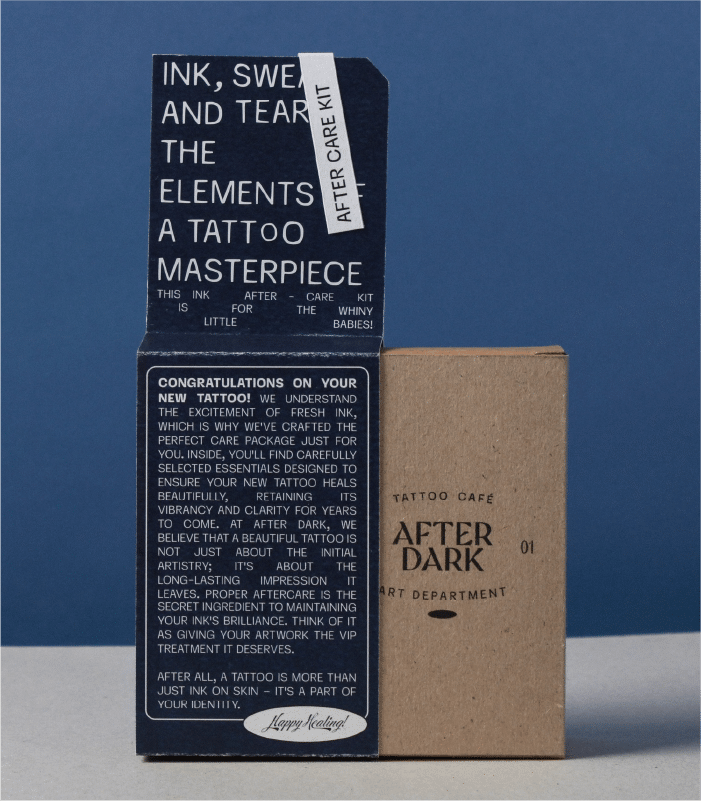 INK, SWEA
AND TEAR
THE
ELEMENTS F
A TATTOO
MASTERPIECE
AFTER CARE KIT
THIS INK AFTER - CARE KIT
IS FOR THE WHINY
LITTLE BABIES!
CONGRATULATIONS ON YOUR
NEW TATTOO! WE UNDERSTAND
THE EXCITEMENT OF FRESH INK,
WHICH IS WHY WE'VE CRAFTED THE
PERFECT CARE PACKAGE JUST FOR
YOU. INSIDE, YOU'LL FIND CAREFULLY
SELECTED ESSENTIALS DESIGNED TO
ENSURE YOUR NEW TATTOO HEALS
BEAUTIFULLY, RETAINING ITS
VIBRANCY AND CLARITY FOR YEARS
TO COME. AT AFTER DARK, WE
BELIEVE THAT A BEAUTIFUL TATTOO IS
NOT JUST ABOUT THE INITIAL
ARTISTRY; IT'S ABOUT THE
LONG-LASTING IMPRESSION IT
LEAVES. PROPER AFTERCARE IS THE
SECRET INGREDIENT TO MAINTAINING
YOUR INK'S BRILLIANCE. THINK OF IT
AS GIVING YOUR ARTWORK THE VIP
TREATMENT IT DESERVES.
AFTER ALL, A TATTOO IS MORE THAN
JUST INK ON SKIN – IT'S A PART OF
YOUR IDENTITY.
Happy Healing!
TATTOO CAFÉ
AFTER
DARK
01
ART DEPARTMENT